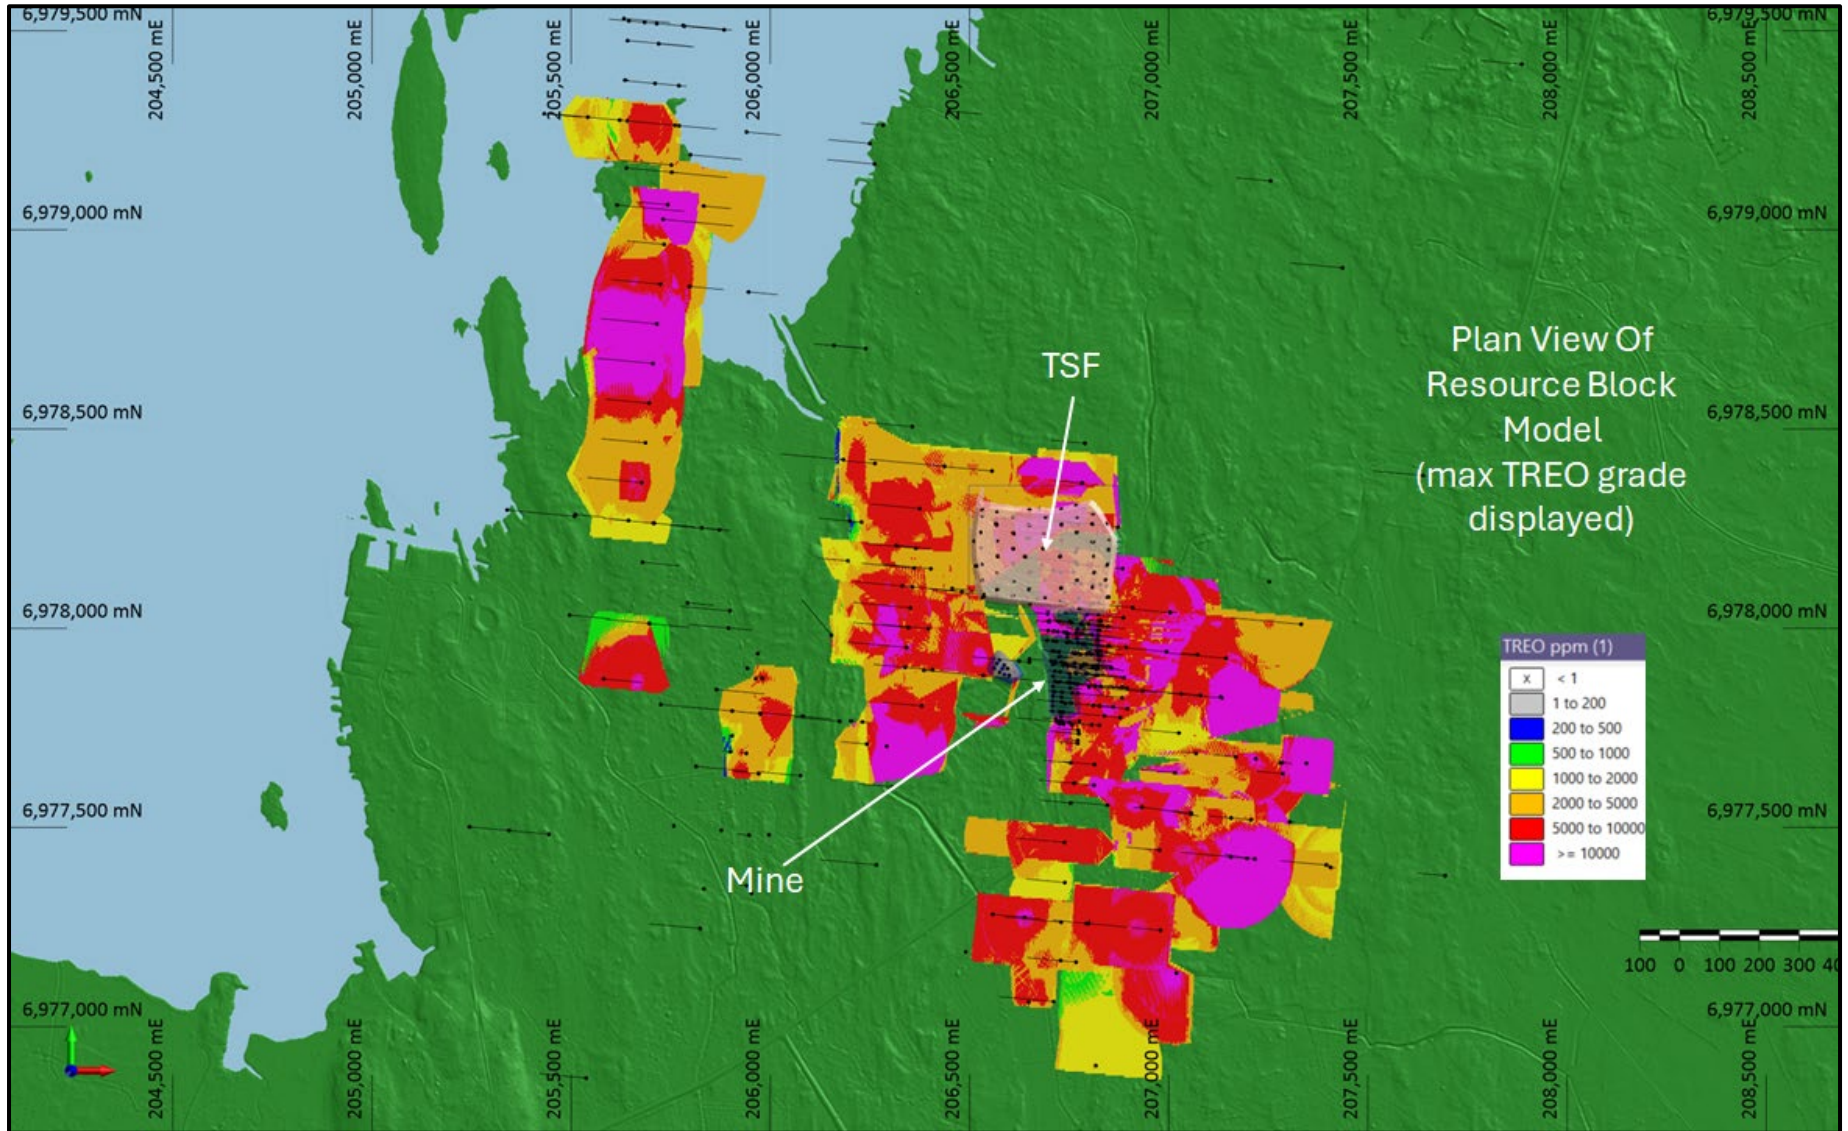 6,979,500 mN
6,979,500 mN
204,500 mE
205,000 mE
205,500 mE
206,000 mE
206,500 mE
207,000 mE
207,500 mE
208,000 mE
208,500 mE
6,979,000 mN
6,979,000 mN
Plan View Of
Resource Block
Model
(max TREO grade
displayed)
TSF
6,978,500 mN
6,978,500 mN
6,978,000 mN
6,978,000 mN
TREO ppm (1)
x < 1
1 to 200
200 to 500
500 to 1000
1000 to 2000
2000 to 5000
5000 to 10000
>= 10000
6,977,500 mN
6,977,500 mN
Mine
100 0 100 200 300
6,977,000 mN
6,977,000 mN
204,500 mE
205,000 mE
205,500 mE
206,000 mE
206,500 mE
207,000 mE
207,500 mE
208,000 mE
208,500 mE